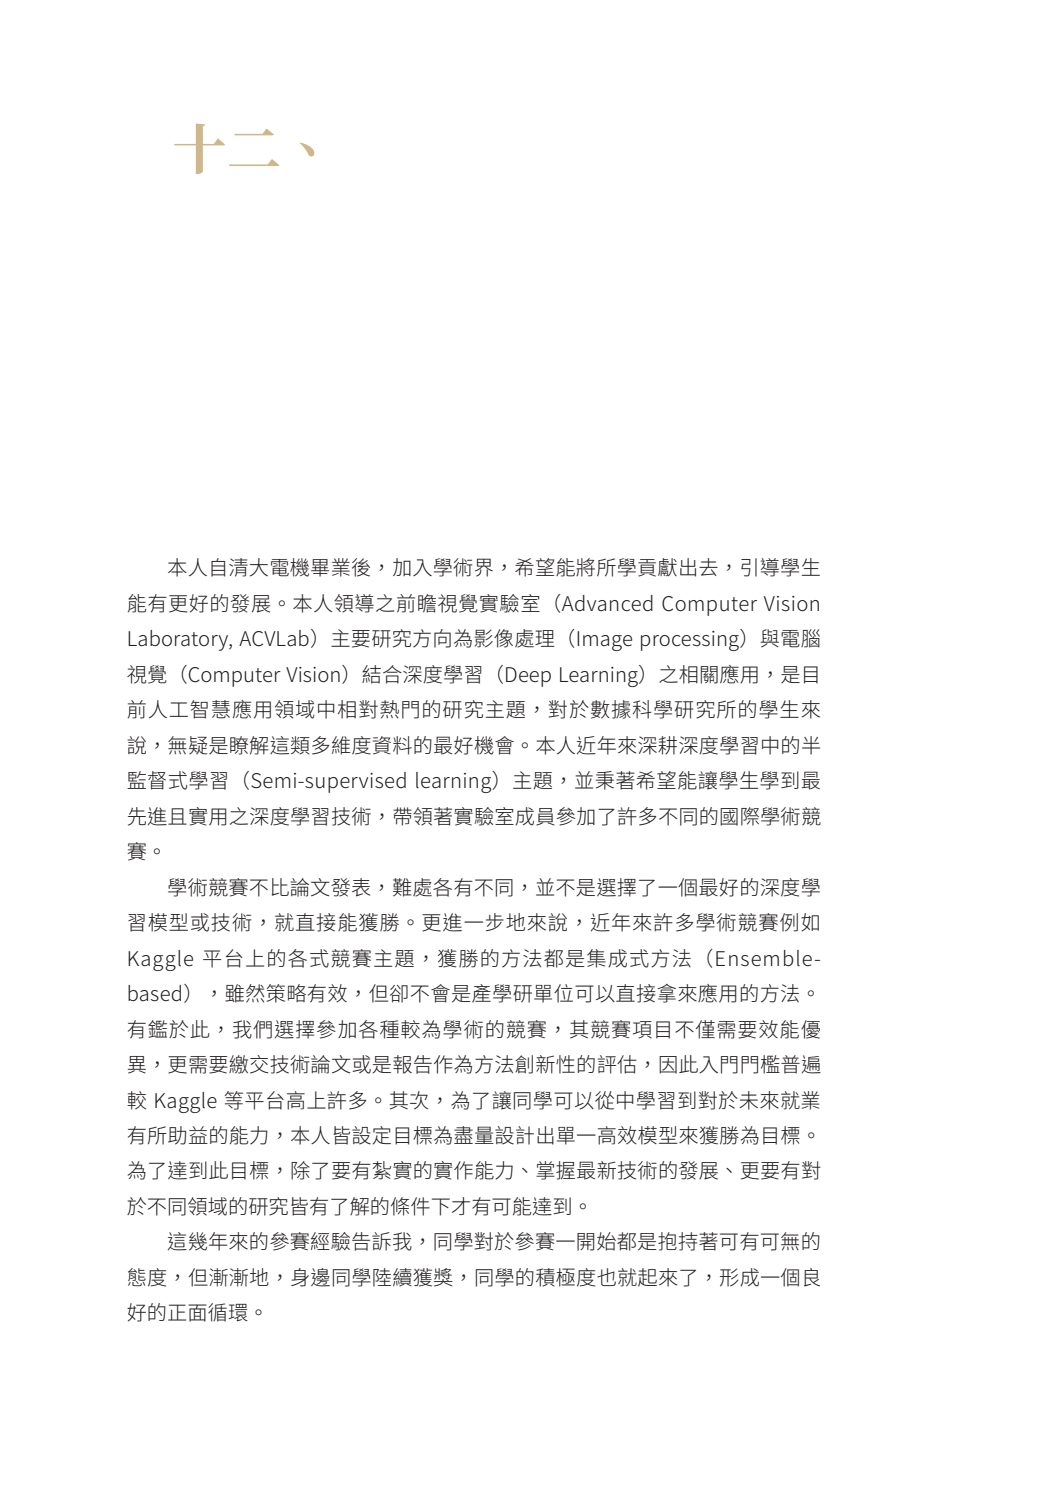 十二、
本人自清大電機畢業後，加入學術界，希望能將所學貢獻出去，引導學生
能有更好的發展。本人領導之前瞻視覺實驗室（Advanced Computer Vision
Laboratory, ACVLab）主要研究方向為影像處理（Image processing）與電腦
視覺（Computer Vision）結合深度學習（Deep Learning）之相關應用，是目
前人工智慧應用領域中相對熱門的研究主題，對於數據科學研究所的學生來
說，無疑是瞭解這類多維度資料的最好機會。本人近年來深耕深度學習中的半
監督式學習（Semi-supervised learning）主題，並秉著希望能讓學生學到最
先進且實用之深度學習技術，帶領著實驗室成員參加了許多不同的國際學術競
賽。
學術競賽不比論文發表，難處各有不同，並不是選擇了一個最好的深度學
習模型或技術，就直接能獲勝。更進一步地來說，近年來許多學術競賽例如
Kaggle 平台上的各式競賽主題，獲勝的方法都是集成式方法（Ensemble-
based），雖然策略有效，但卻不會是產學研單位可以直接拿來應用的方法。
有鑑於此，我們選擇參加各種較為學術的競賽，其競賽項目不僅需要效能優
異，更需要繳交技術論文或是報告作為方法創新性的評估，因此入門門檻普遍
較 Kaggle 等平台高上許多。其次，為了讓同學可以從中學習到對於未來就業
有所助益的能力，本人皆設定目標為盡量設計出單一高效模型來獲勝為目標。
為了達到此目標，除了要有紮實的實作能力、掌握最新技術的發展、更要有對
於不同領域的研究皆有了解的條件下才有可能達到。
這幾年來的參賽經驗告訴我，同學對於參賽一開始都是抱持著可有可無的
態度，但漸漸地，身邊同學陸續獲獎，同學的積極度也就起來了，形成一個良
好的正面循環。